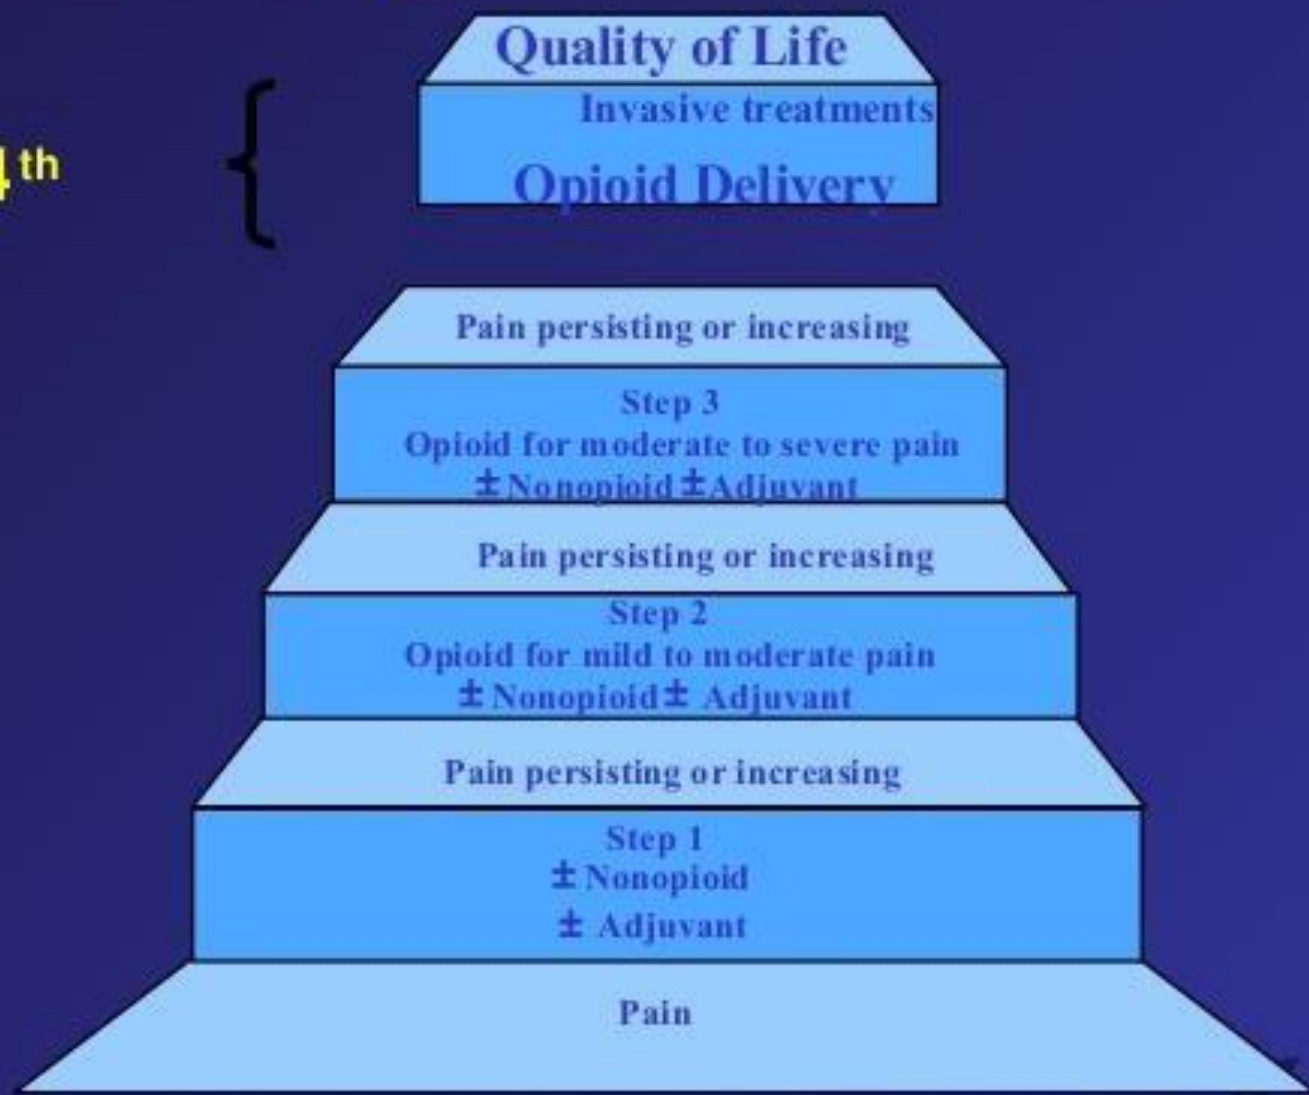 Quality of Life
Invasive treatments
4th
Opioid Delivery
Pain persisting or increasing
Step 3
Opioid for moderate to severe pain
± Nonopioid ± Adjuvant
Pain persisting or increasing
Step 2
Opioid for mild to moderate pain
± Nonopioid ± Adjuvant
Pain persisting or increasing
Step 1
± Nonopioid
± Adjuvant
Pain